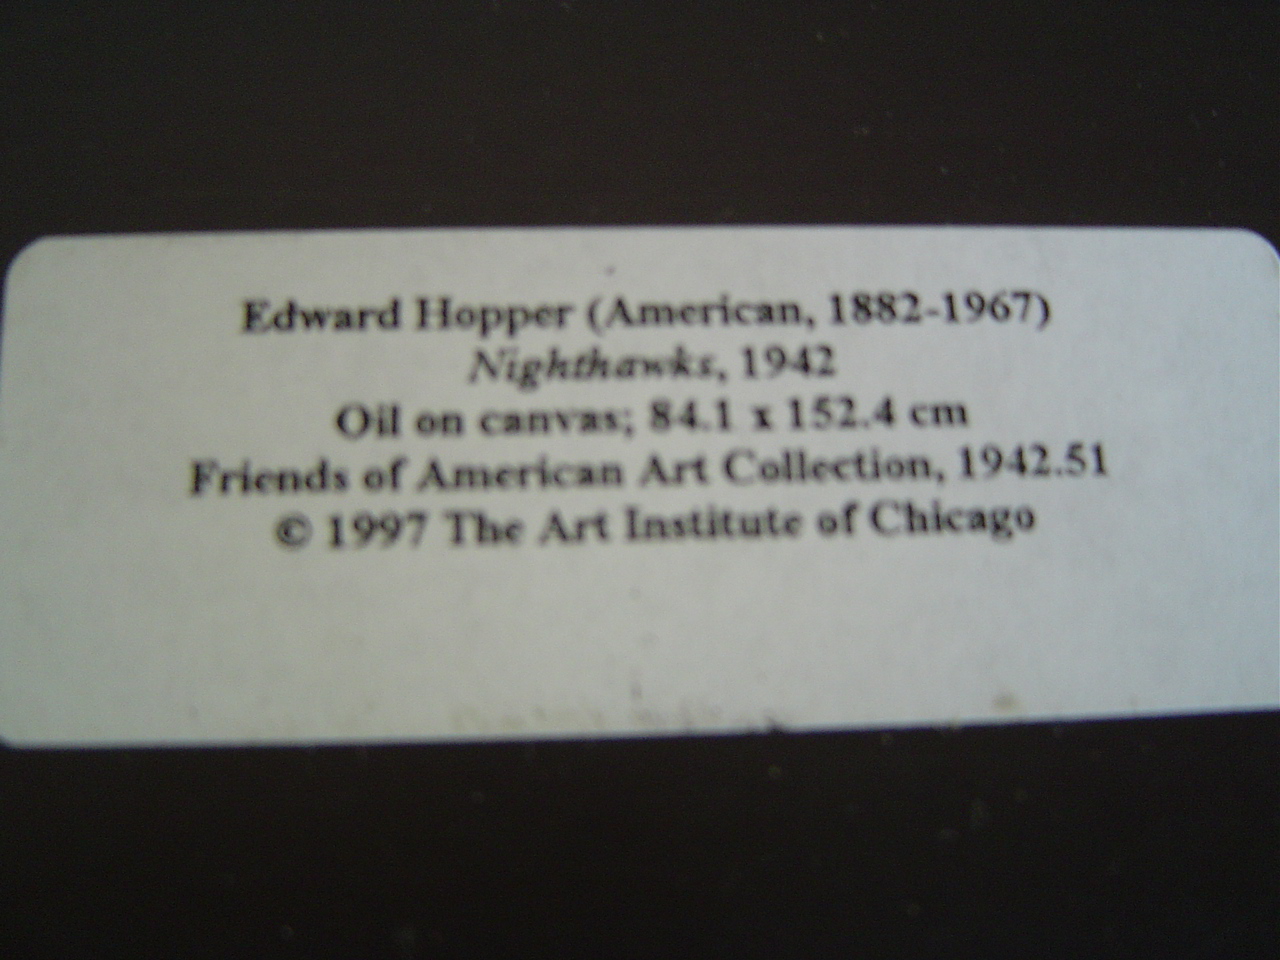 Edward Hopper (American, 1882-1967)
Nighthawks, 1942
Oil on canvas; 84.1 x 152.4 cm
Friends of American Art Collection, 1942.51
© 1997 The Art Institute of Chicago